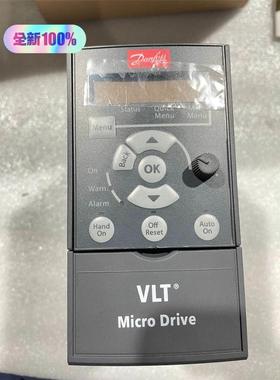 全新100%
Danfoss
Status
Quick
Menu
Main
Menu
Menu
Back
OK
On
Warn.
Alarm
Hand
On
Off
Reset
Auto
On
VLT®
Micro Drive